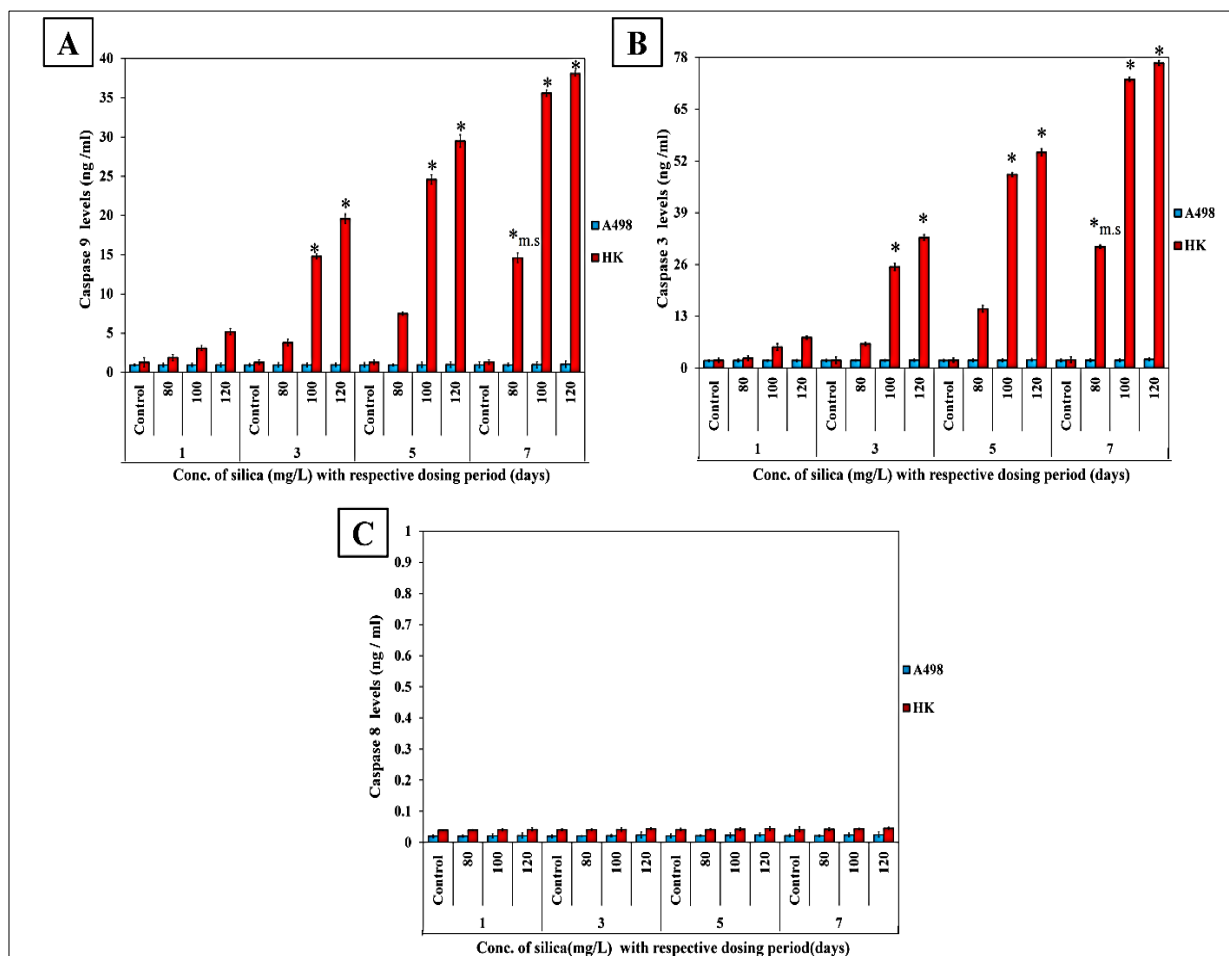 A
40
35
30
25
20
15
10
5
0
Caspase 9 levels (ng /ml)
* * * * *m.s * *
A498
HK
Control 80 100 120 Control 80 100 120 Control 80 100 120 Control 80 100 120
1 3 5 7
Conc. of silica (mg/L) with respective dosing period (days)
B
78
65
52
39
26
13
0
Caspase 3 levels (ng/ml)
* * * * *m.s * *
A498
HK
Control 80 100 120 Control 80 100 120 Control 80 100 120 Control 80 100 120
1 3 5 7
Conc. of silica (mg/L) with respective dosing period (days)
C
1
0.9
0.8
0.7
0.6
0.5
0.4
0.3
0.2
0.1
0
Caspase 8 levels (ng / ml)
A498
HK
Control 80 100 120 Control 80 100 120 Control 80 100 120 Control 80 100 120
1 3 5 7
Conc. of silica(mg/L) with respective dosing period(days)